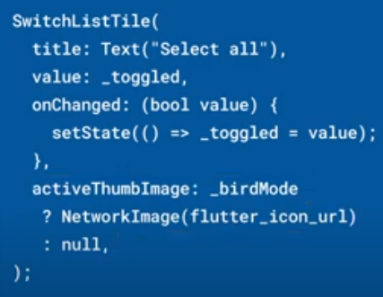 SwitchListTile(
  title: Text("Select all"),
  value: _toggled,
  onChanged: (bool value) {
    setState(() => _toggled = value);
  },
  activeThumbImage: _birdMode
   ? NetworkImage(flutter_icon_url)
   : null,
);